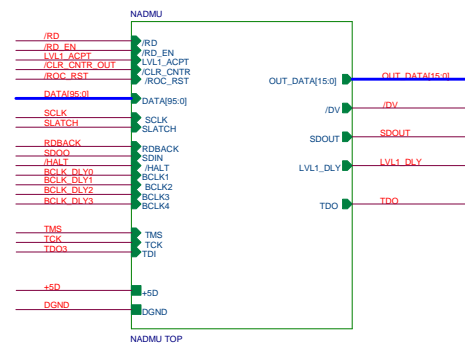 NADMU
/RD /RD
/RD_EN /RD_EN
LVL1_ACPT LVL1_ACPT
/CLR_CNTR_OUT /CLR_CNTR
/ROC_RST /ROC_RST
OUT_DATA[15:0] OUT_DATA[15:0]
DATA[95:0] DATA[95:0]
/DV /DV
SCLK SCLK
SLATCH SLATCH
SDOUT SDOUT
RDBACK RDBACK
SDOO SDIN
/HALT /HALT
LVL1_DLY LVL1_DLY
BCLK_DLY0 BCLK1
BCLK_DLY1 BCLK2
BCLK_DLY2 BCLK3
BCLK_DLY3 BCLK4
TDO TDO
TMS TMS
TCK TCK
TDO3 TDI
+5D +5D
DGND DGND
NADMU TOP